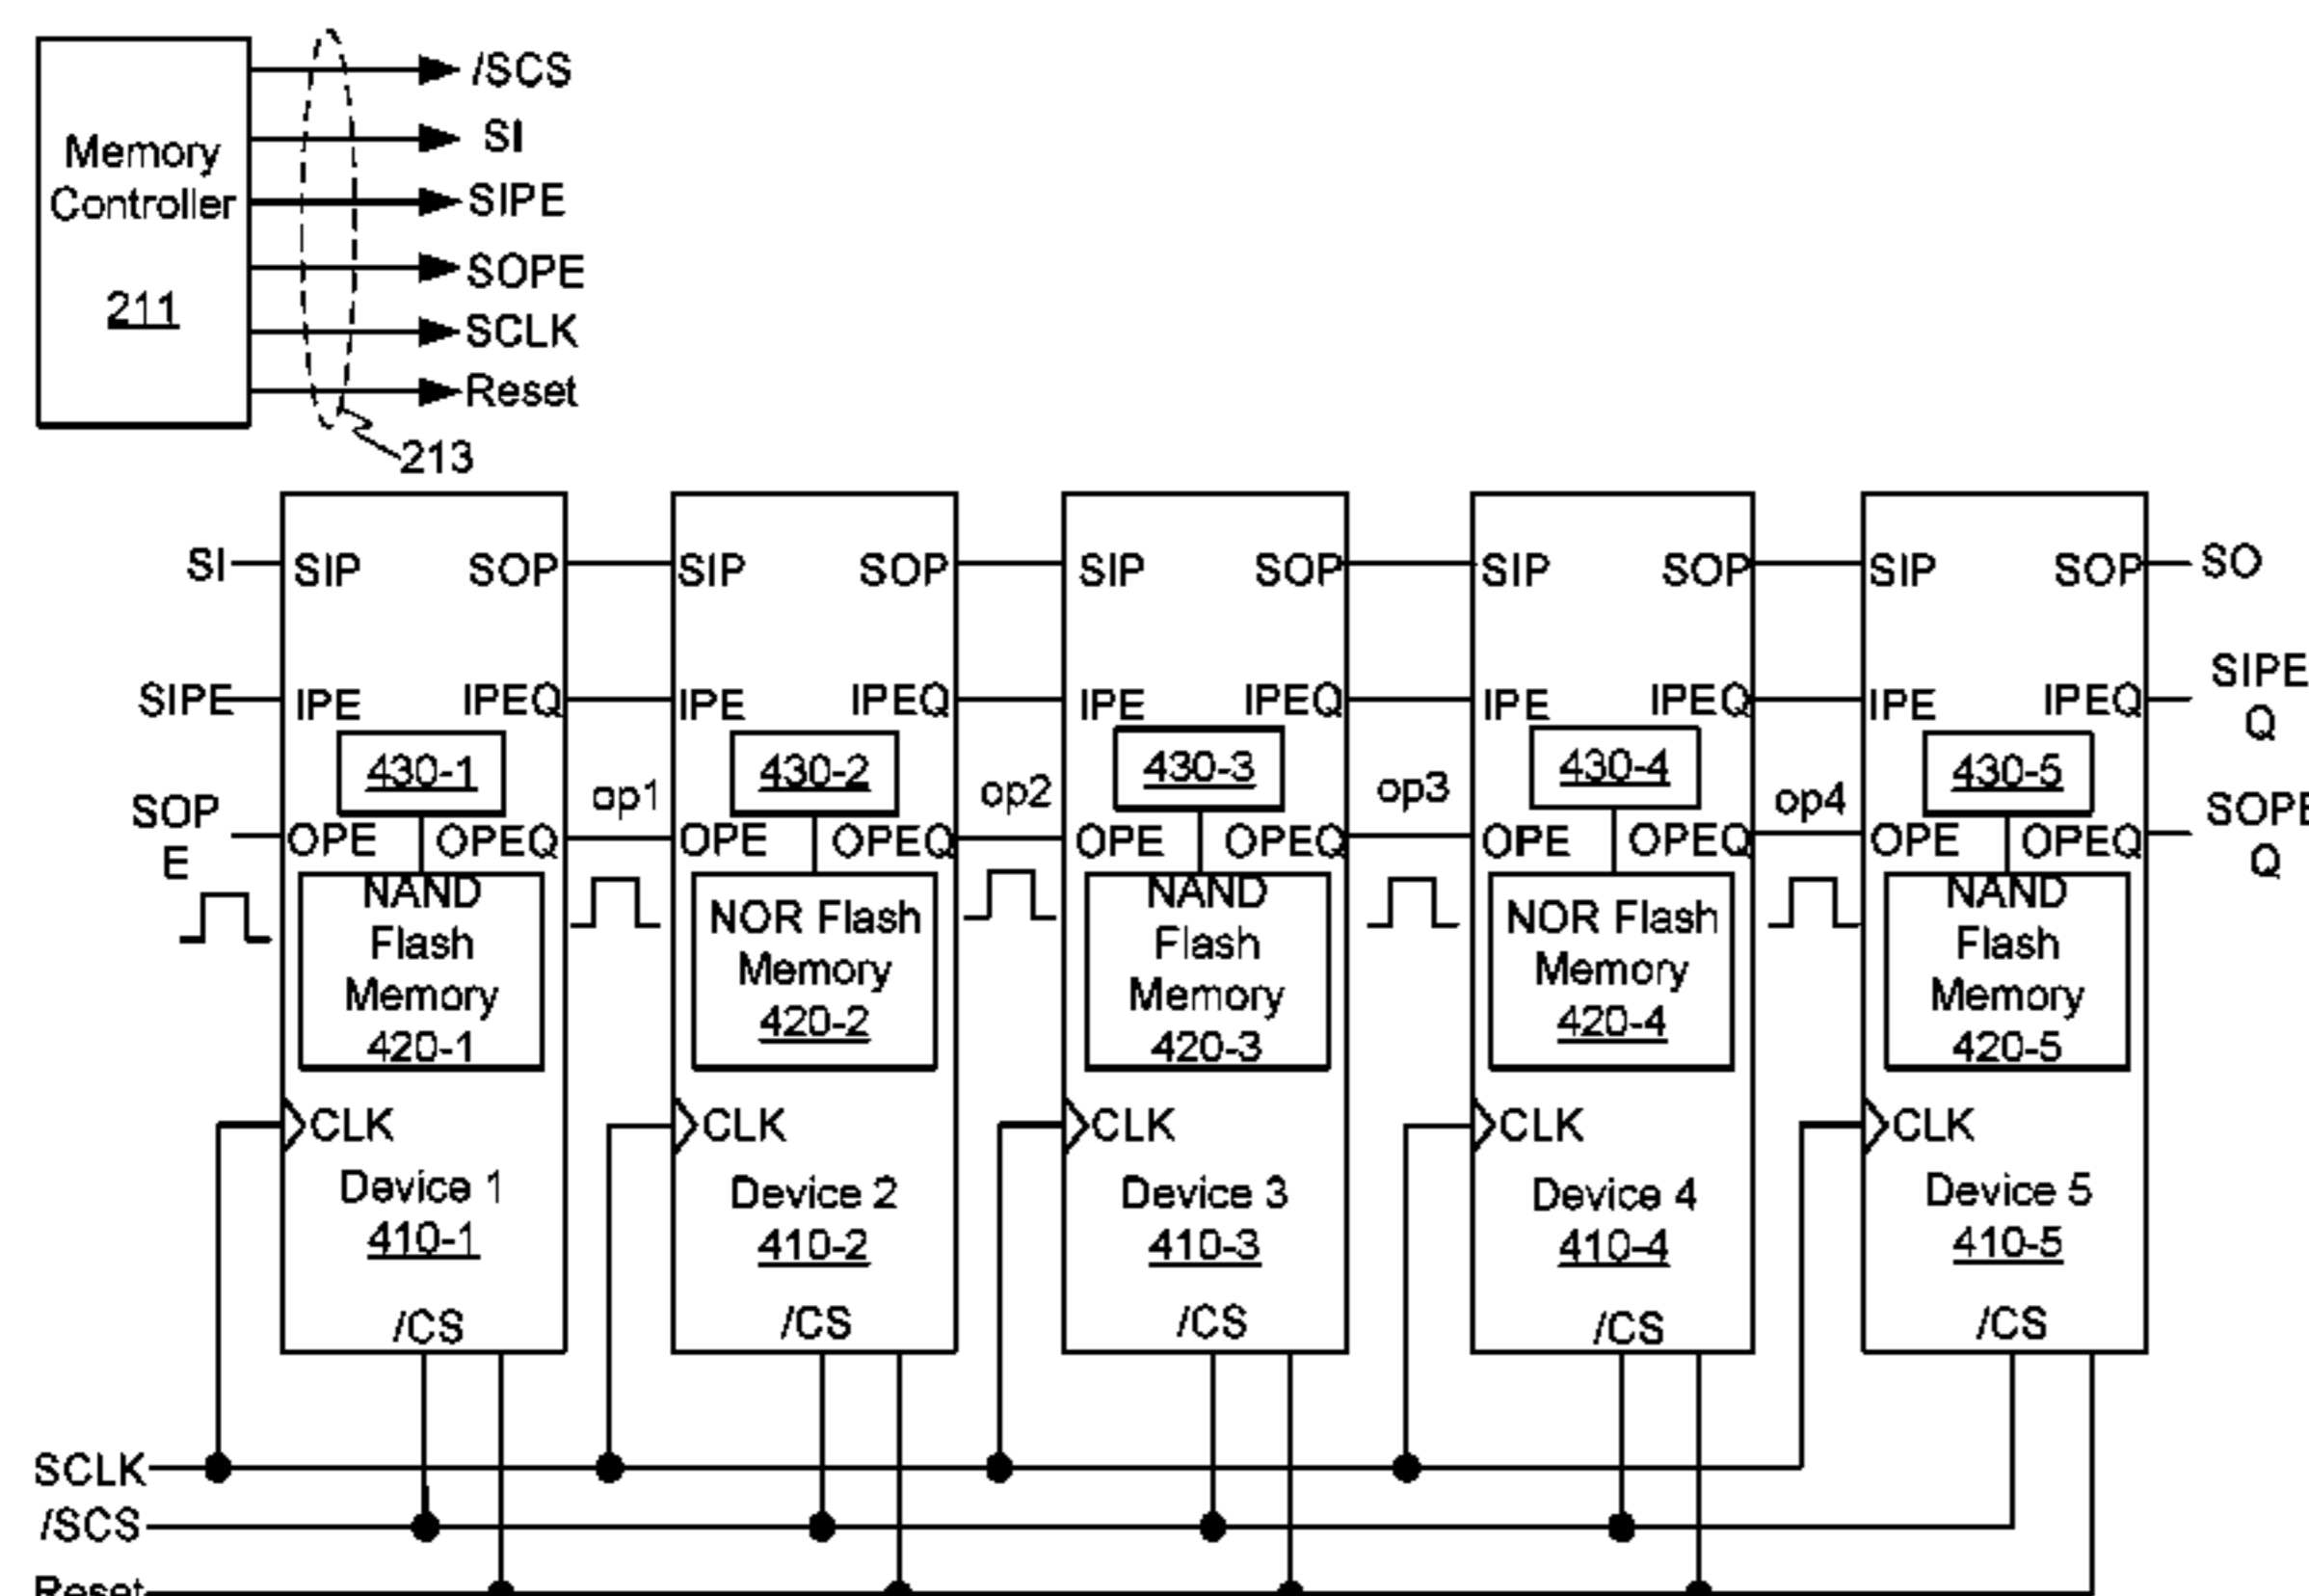 /SCS
SI
SIPE
SOPE
SCLK
Reset
Memory
Controller
211
213
SI
SIP SOP
SIP SOP
SIP SOP
SIP SOP
SIP SOP
SO
SIPE
IPE IPEQ
IPE IPEQ
IPE IPEQ
IPE IPEQ
IPE IPEQ
SIPE
Q
430-1
430-2
430-3
430-4
430-5
op1
op2
op3
op4
SOP
E
OPE OPEQ
OPE OPEQ
OPE OPEQ
OPE OPEQ
OPE OPEQ
SOPE
Q
NAND
Flash
Memory
420-1
NOR Flash
Memory
420-2
NAND
Flash
Memory
420-3
NOR Flash
Memory
420-4
NAND
Flash
Memory
420-5
CLK
CLK
CLK
CLK
CLK
Device 1
410-1
Device 2
410-2
Device 3
410-3
Device 4
410-4
Device 5
410-5
/CS
/CS
/CS
/CS
/CS
SCLK
/SCS
Reset